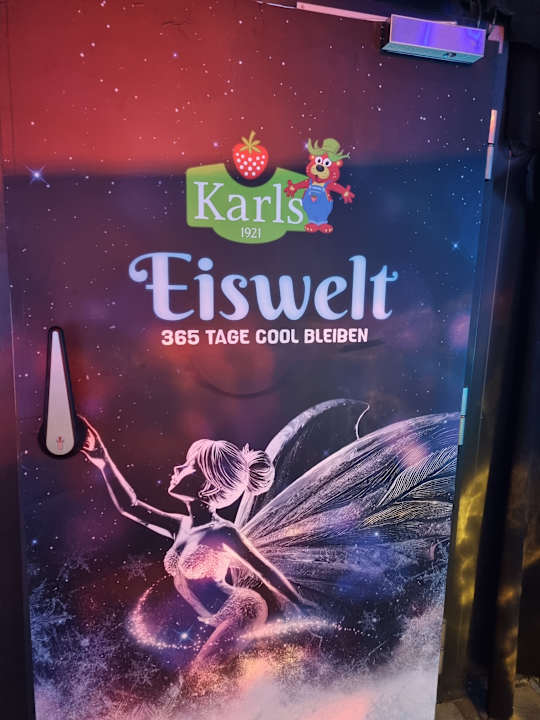 Karls
1921
Eiswelt
365 TAGE COOL BLEIBEN